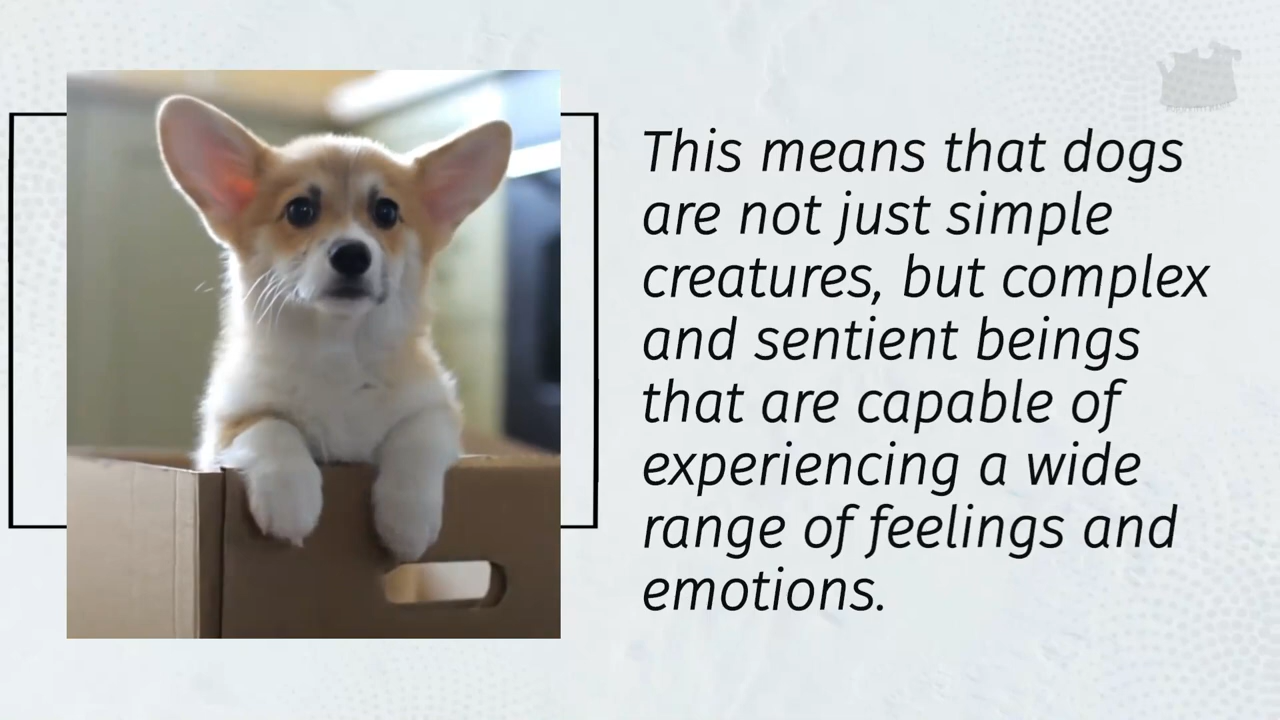 This means that dogs
are not just simple
creatures, but complex
and sentient beings
that are capable of
experiencing a wide
range of feelings and
emotions.